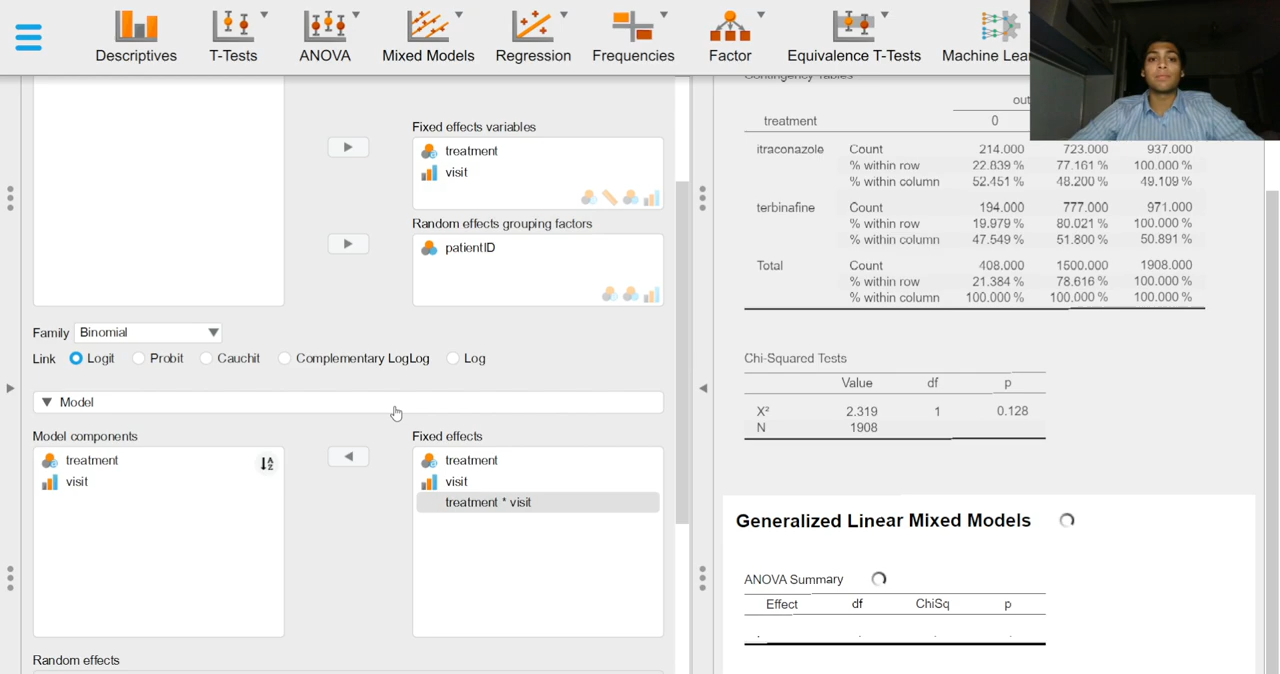 Descriptives T-Tests ANOVA Mixed Models Regression Frequencies Factor Equivalence T-Tests Machine Lea
Fixed effects variables
treatment
visit
Random effects grouping factors
patientID
Family Binomial
Link Logit Probit Cauchit Complementary LogLog Log
Model
Model components
treatment
visit
Fixed effects
treatment
visit
treatment * visit
Random effects
Contingency Tables
out
treatment 0
itraconazole Count 214.000 723.000 937.000
% within row 22.839 % 77.161 % 100.000 %
% within column 52.451 % 48.200 % 49.109 %
terbinafine Count 194.000 777.000 971.000
% within row 19.979 % 80.021 % 100.000 %
% within column 47.549 % 51.800 % 50.891 %
Total Count 408.000 1500.000 1908.000
% within row 21.384 % 78.616 % 100.000 %
% within column 100.000 % 100.000 % 100.000 %
Chi-Squared Tests
Value df p
X² 2.319 1 0.128
N 1908
Generalized Linear Mixed Models
ANOVA Summary
Effect df ChiSq p
. . . .